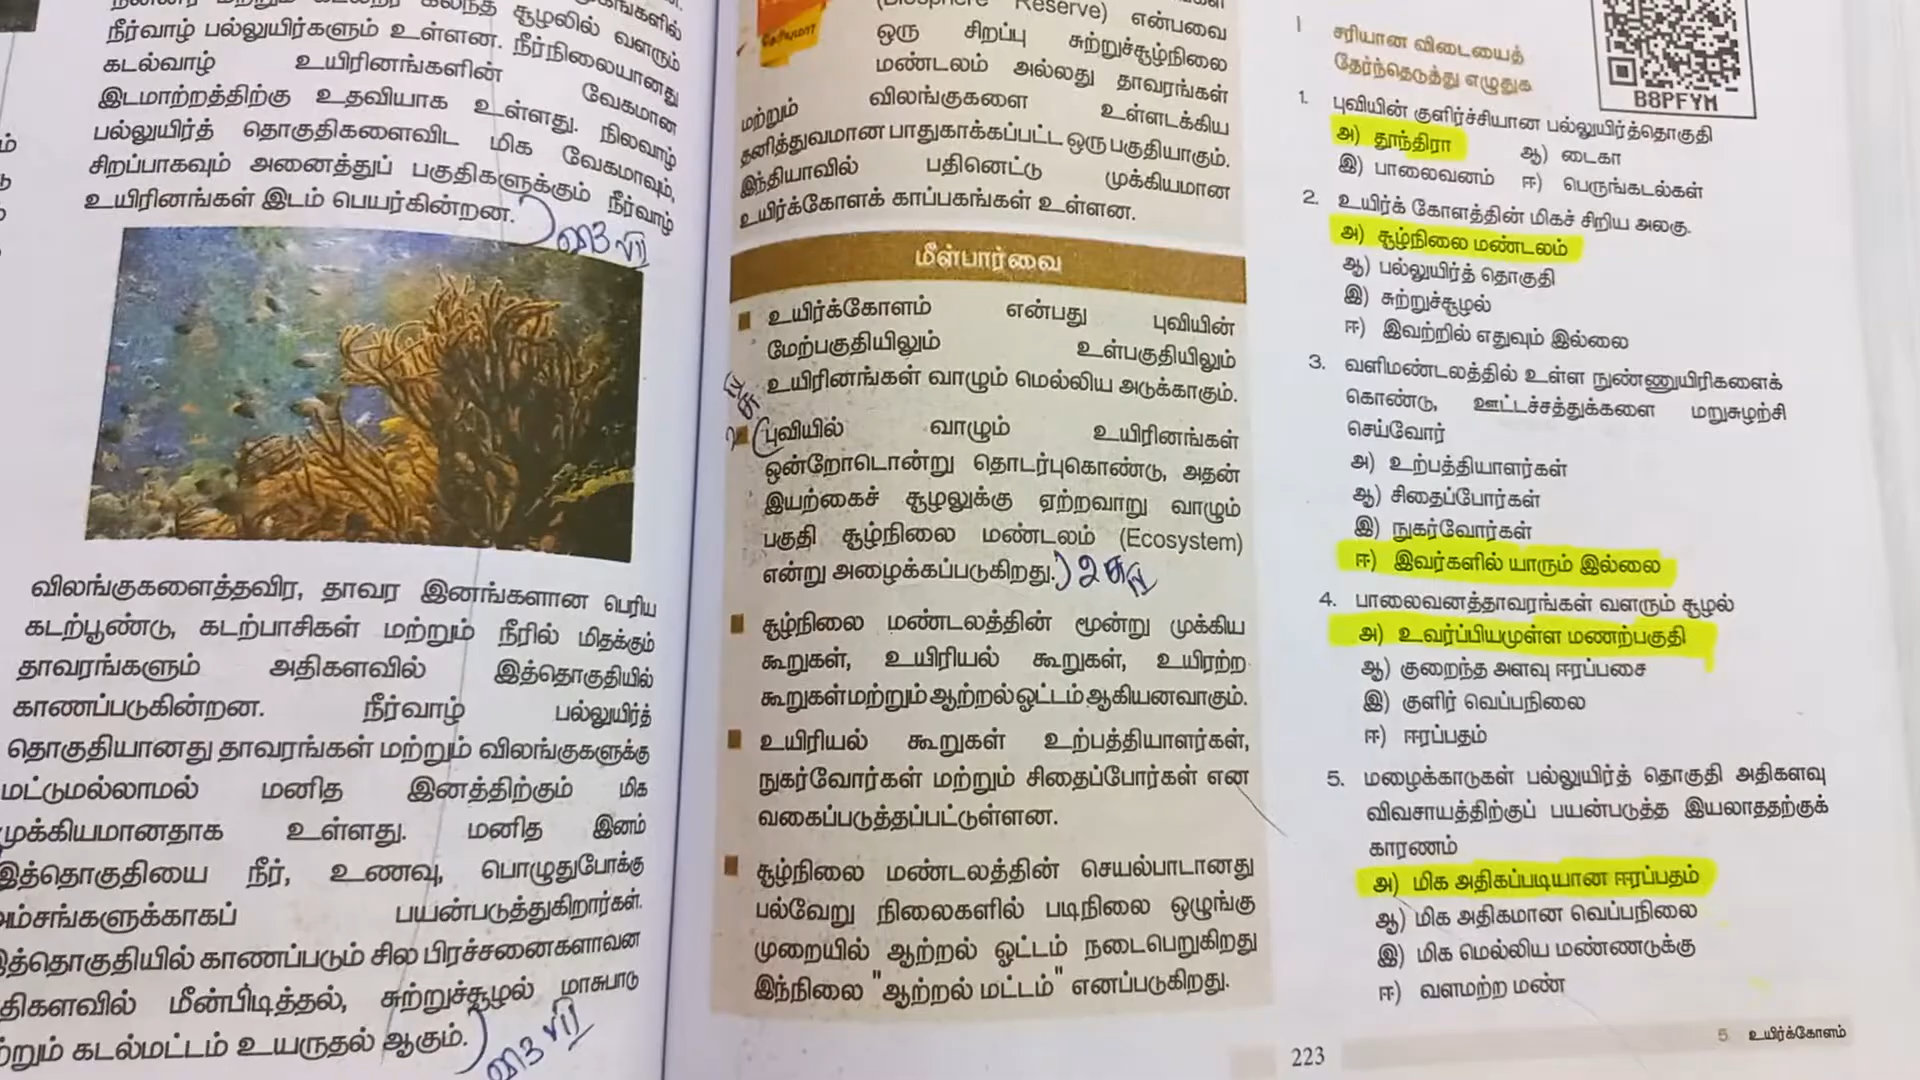 நீர்வாழ் பல்லுயிர்களும் உள்ளன. நீர்நிலையானது
கடல்வாழ் உயிரினங்களின் வேகமான
இடமாற்றத்திற்கு உதவியாக உள்ளது. நிலவாழ்
பல்லுயிர்த் தொகுதிகளைவிட மிக வேகமாவும்,
சிறப்பாகவும் அனைத்துப் பகுதிகளுக்கும் நீர்வாழ்
உயிரினங்கள் இடம் பெயர்கின்றன.
விலங்குகளைத்தவிர, தாவர இனங்களான பெரிய
கடற்பூண்டு, கடற்பாசிகள் மற்றும் நீரில் மிதக்கும்
தாவரங்களும் அதிகளவில் இத்தொகுதியில்
காணப்படுகின்றன. நீர்வாழ் பல்லுயிர்த்
தொகுதியானது தாவரங்கள் மற்றும் விலங்குகளுக்கு
மட்டுமல்லாமல் மனித இனத்திற்கும் மிக
முக்கியமானதாக உள்ளது. மனித இனம்
இத்தொகுதியை நீர், உணவு, பொழுதுபோக்கு
பயன்படுத்துகிறார்கள்.
இத்தொகுதியில் காணப்படும் சில பிரச்சனைகளாவன
மீன்பிடித்தல், சுற்றுச்சூழல் மாசுபாடு
கடல்மட்டம் உயருதல் ஆகும்.
தெரியுமா
(Biosphere Reserve) என்பவை
ஒரு சிறப்பு சுற்றுச்சூழ்நிலை
மண்டலம் அல்லது தாவரங்கள்
மற்றும் விலங்குகளை உள்ளடக்கிய
தனித்துவமான பாதுகாக்கப்பட்ட ஒரு பகுதியாகும்.
இந்தியாவில் பதினெட்டு முக்கியமான
உயிர்க்கோளக் காப்பகங்கள் உள்ளன.
மீள்பார்வை
உயிர்க்கோளம் என்பது புவியின்
மேற்பகுதியிலும் உள்பகுதியிலும்
உயிரினங்கள் வாழும் மெல்லிய அடுக்காகும்.
புவியில் வாழும் உயிரினங்கள்
ஒன்றோடொன்று தொடர்புகொண்டு, அதன்
இயற்கைச் சூழலுக்கு ஏற்றவாறு வாழும்
பகுதி சூழ்நிலை மண்டலம் (Ecosystem)
என்று அழைக்கப்படுகிறது.
சூழ்நிலை மண்டலத்தின் மூன்று முக்கிய
கூறுகள், உயிரியல் கூறுகள், உயிரற்ற
கூறுகள் மற்றும் ஆற்றல் ஓட்டம் ஆகியனவாகும்.
உயிரியல் கூறுகள் உற்பத்தியாளர்கள்,
நுகர்வோர்கள் மற்றும் சிதைப்போர்கள் என
வகைப்படுத்தப்பட்டுள்ளன.
சூழ்நிலை மண்டலத்தின் செயல்பாடானது
பல்வேறு நிலைகளில் படிநிலை ஒழுங்கு
முறையில் ஆற்றல் ஓட்டம் நடைபெறுகிறது
இந்நிலை "ஆற்றல் மட்டம்" எனப்படுகிறது.
I சரியான விடையைத்
தேர்ந்தெடுத்து எழுதுக
B8PFYM
1. புவியின் குளிர்ச்சியான பல்லுயிர்த்தொகுதி
அ) தூந்திரா ஆ) டைகா
இ) பாலைவனம் ஈ) பெருங்கடல்கள்
2. உயிர்க் கோளத்தின் மிகச் சிறிய அலகு.
அ) சூழ்நிலை மண்டலம்
ஆ) பல்லுயிர்த் தொகுதி
இ) சுற்றுச்சூழல்
ஈ) இவற்றில் எதுவும் இல்லை
3. வளிமண்டலத்தில் உள்ள நுண்ணுயிரிகளைக்
கொண்டு, ஊட்டச்சத்துக்களை மறுசுழற்சி
செய்வோர்
அ) உற்பத்தியாளர்கள்
ஆ) சிதைப்போர்கள்
இ) நுகர்வோர்கள்
ஈ) இவர்களில் யாரும் இல்லை
4. பாலைவனத்தாவரங்கள் வளரும் சூழல்
அ) உவர்ப்பியமுள்ள மணற்பகுதி
ஆ) குறைந்த அளவு ஈரப்பசை
இ) குளிர் வெப்பநிலை
ஈ) ஈரப்பதம்
5. மழைக்காடுகள் பல்லுயிர்த் தொகுதி அதிகளவு
விவசாயத்திற்குப் பயன்படுத்த இயலாததற்குக்
காரணம்
அ) மிக அதிகப்படியான ஈரப்பதம்
ஆ) மிக அதிகமான வெப்பநிலை
இ) மிக மெல்லிய மண்ணடுக்கு
ஈ) வளமற்ற மண்
223
5 உயிர்க்கோளம்